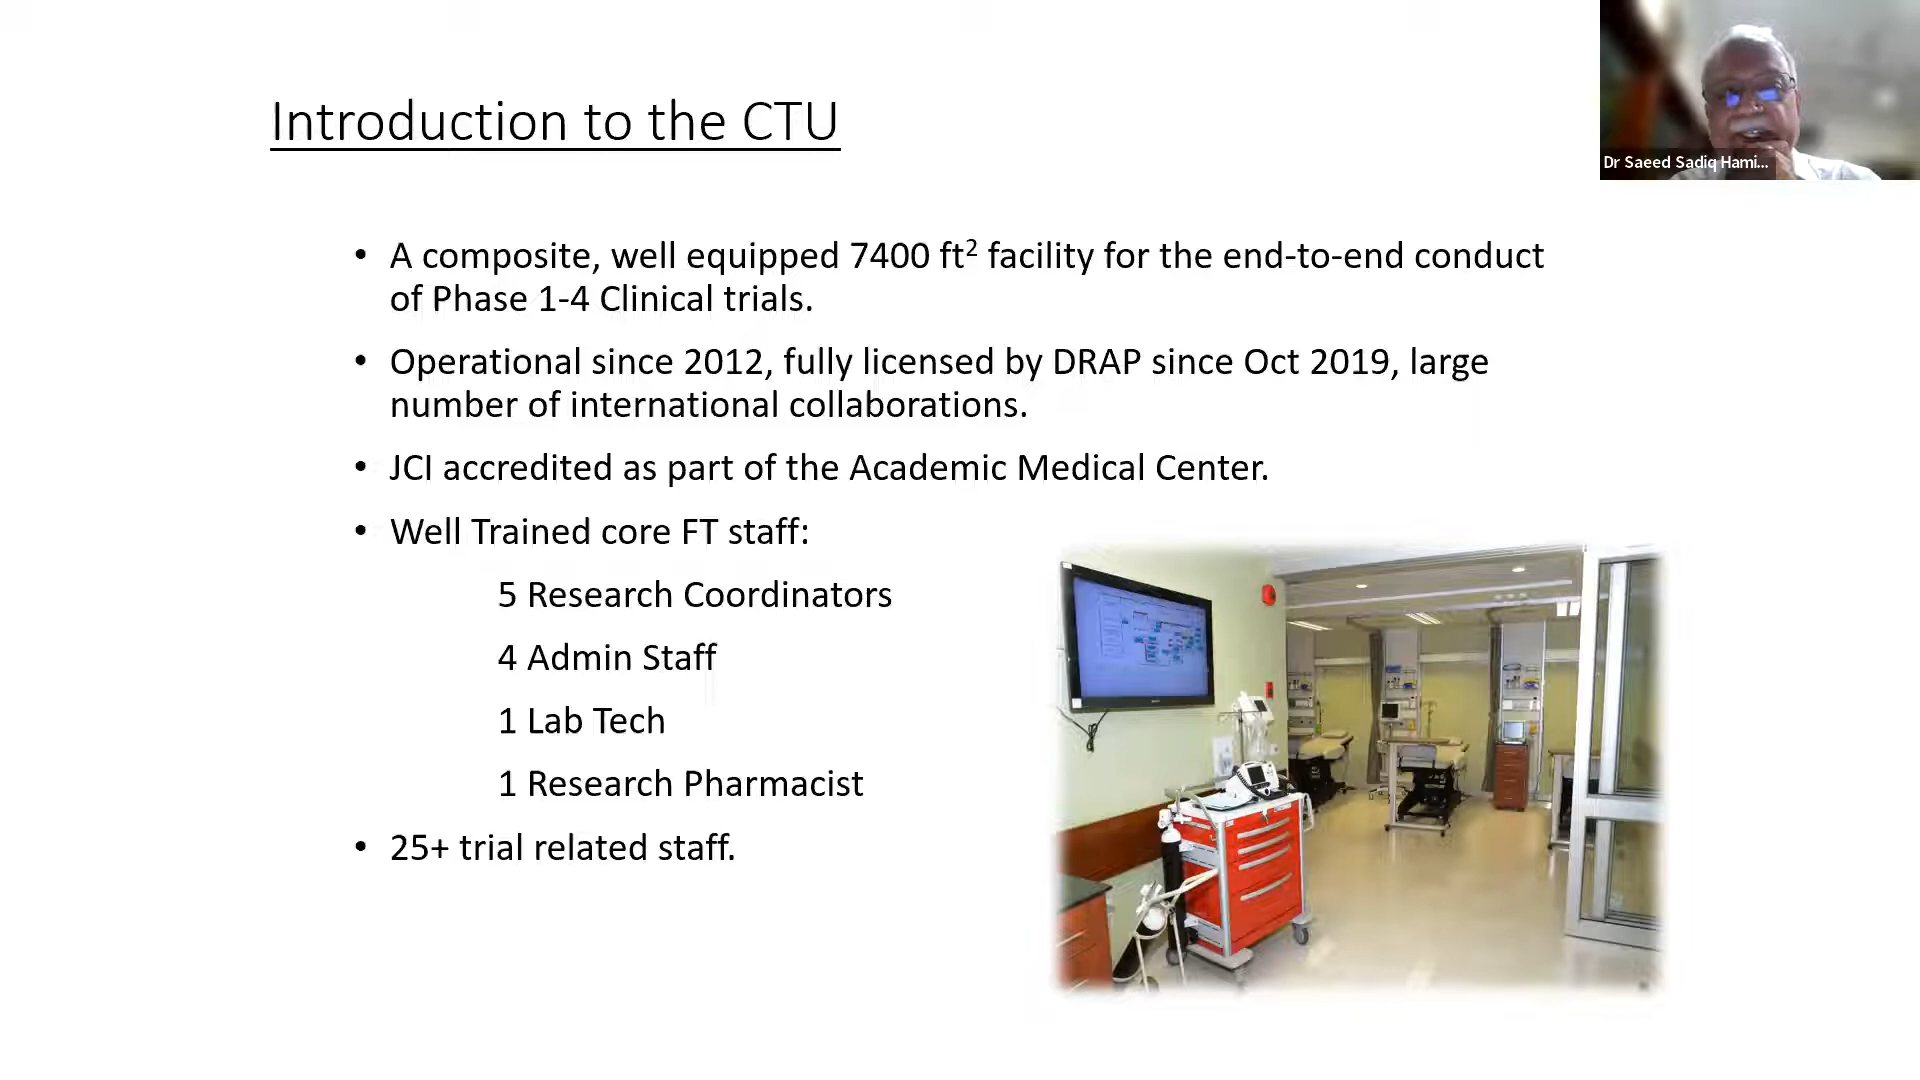 Introduction to the CTU
Dr Saeed Sadiq Hami...
• A composite, well equipped 7400 ft² facility for the end-to-end conduct
of Phase 1-4 Clinical trials.
• Operational since 2012, fully licensed by DRAP since Oct 2019, large
number of international collaborations.
• JCI accredited as part of the Academic Medical Center.
• Well Trained core FT staff:
5 Research Coordinators
4 Admin Staff
1 Lab Tech
1 Research Pharmacist
• 25+ trial related staff.